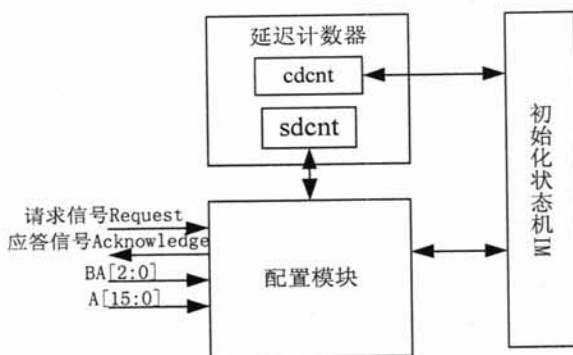 延迟计数器
cdcnt
sdcnt
初始化状态机IM
请求信号Request
应答信号Acknowledge
BA[2:0]
A[15:0]
配置模块